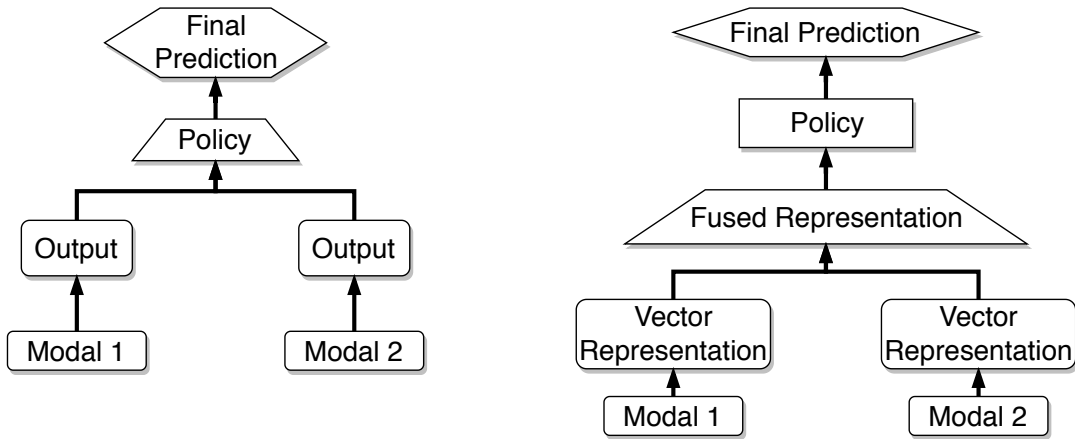 Final
Prediction
Policy
Output
Output
Modal 1
Modal 2
Final Prediction
Policy
Fused Representation
Vector
Representation
Vector
Representation
Modal 1
Modal 2